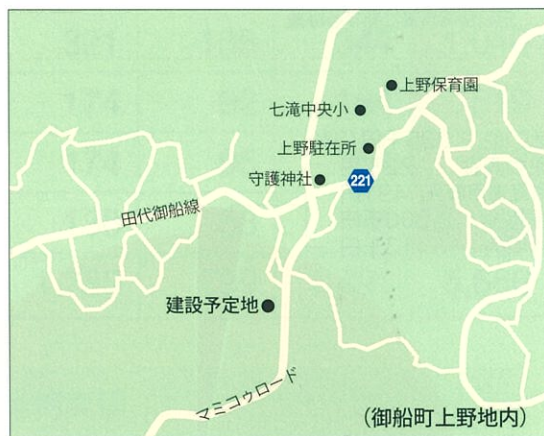 上野保育園
七滝中央小
上野駐在所
守護神社
221
田代御船線
建設予定地
マミコゥロード
(御船町上野地内)